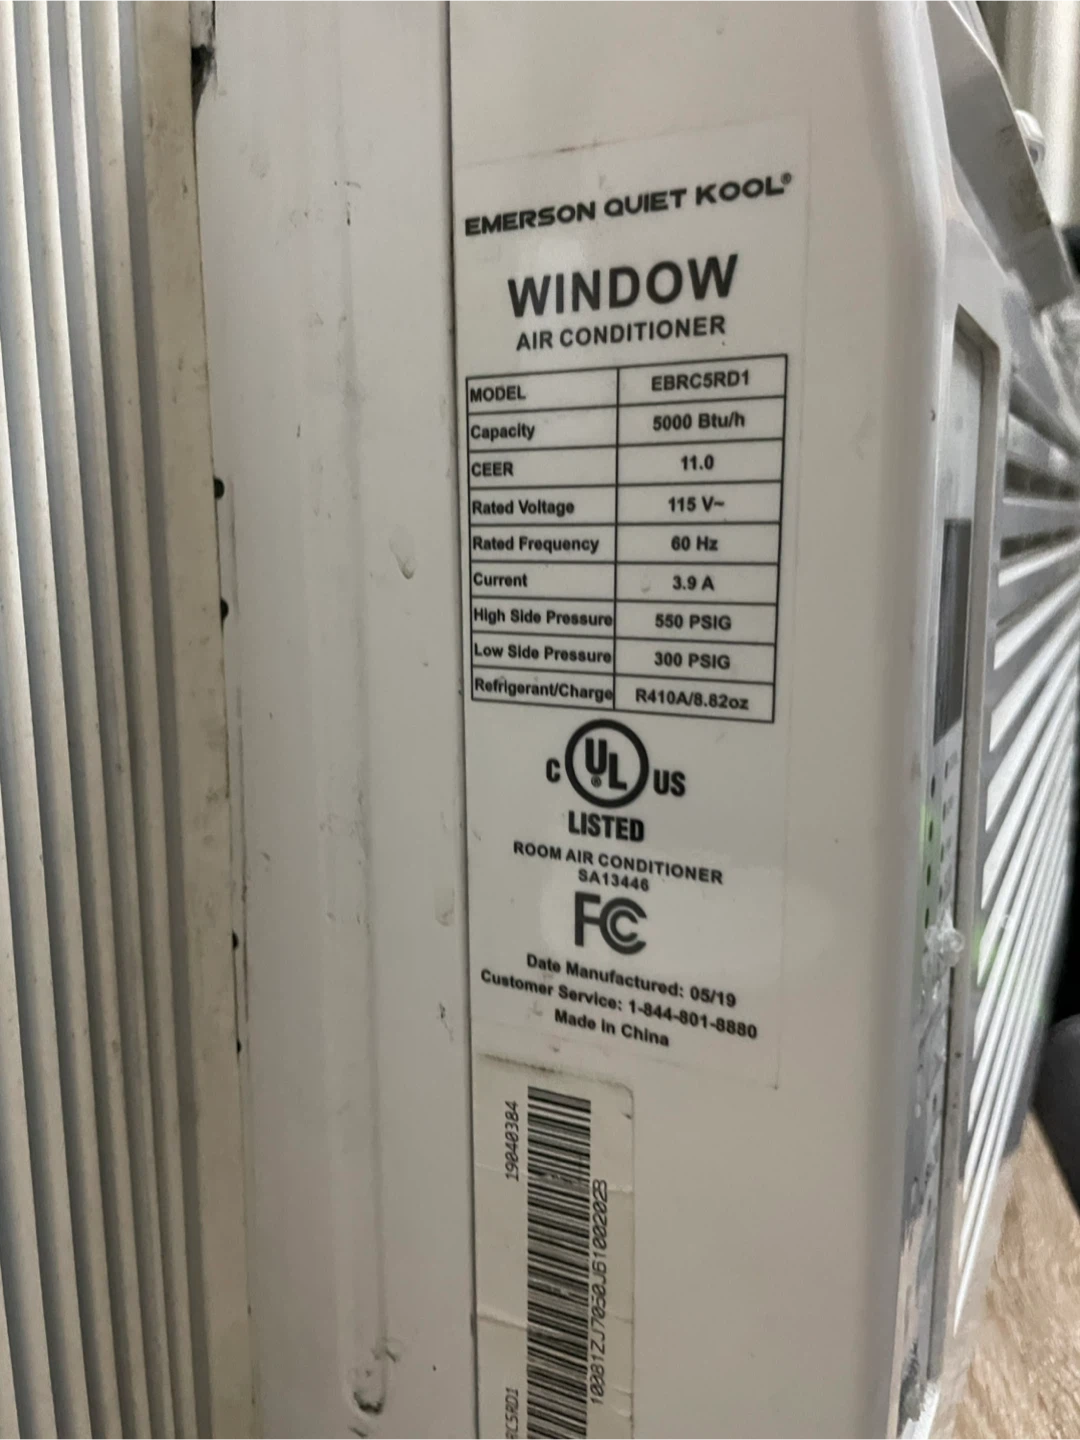 EMERSON QUIET KOOL®
WINDOW
AIR CONDITIONER
MODEL EBRC5RD1
Capacity 5000 Btu/h
CEER 11.0
Rated Voltage 115 V~
Rated Frequency 60 Hz
Current 3.9 A
High Side Pressure 550 PSIG
Low Side Pressure 300 PSIG
Refrigerant/Charge R410A/8.82oz
C UL® US
LISTED
ROOM AIR CONDITIONER
SA13446
FC
Date Manufactured: 05/19
Customer Service: 1-844-801-8880
Made in China
19040384
10081ZJ7050J6100202B
RC5RD1